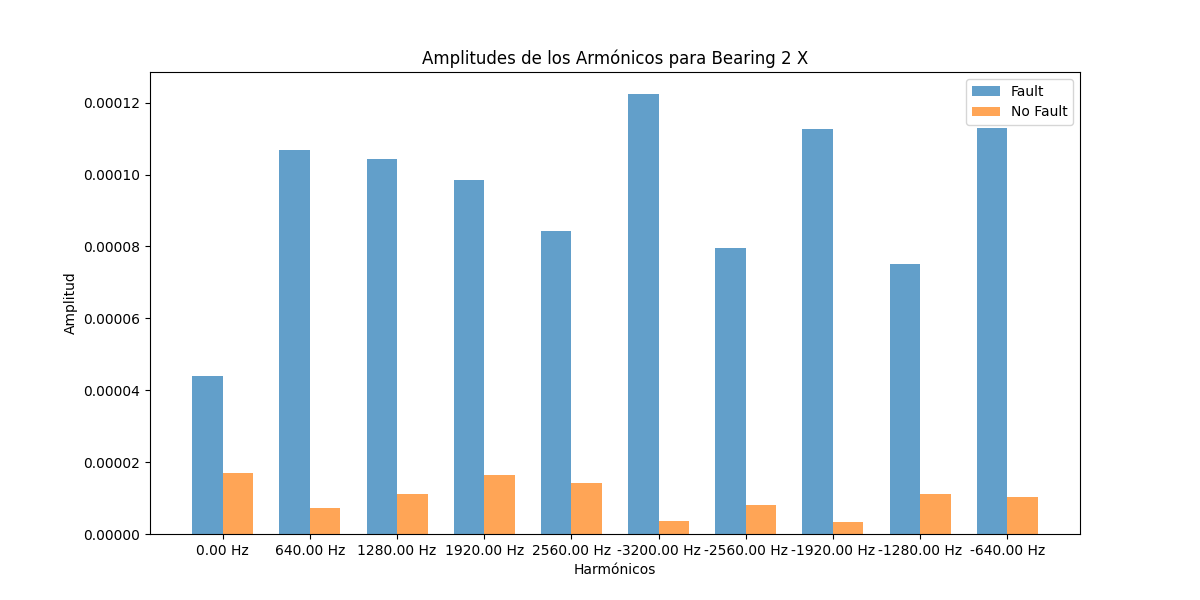 Amplitudes de los Armónicos para Bearing 2 X
Fault
No Fault
Amplitud
0.00012
0.00010
0.00008
0.00006
0.00004
0.00002
0.00000
0.00 Hz 640.00 Hz 1280.00 Hz 1920.00 Hz 2560.00 Hz -3200.00 Hz -2560.00 Hz -1920.00 Hz -1280.00 Hz -640.00 Hz
Harmónicos